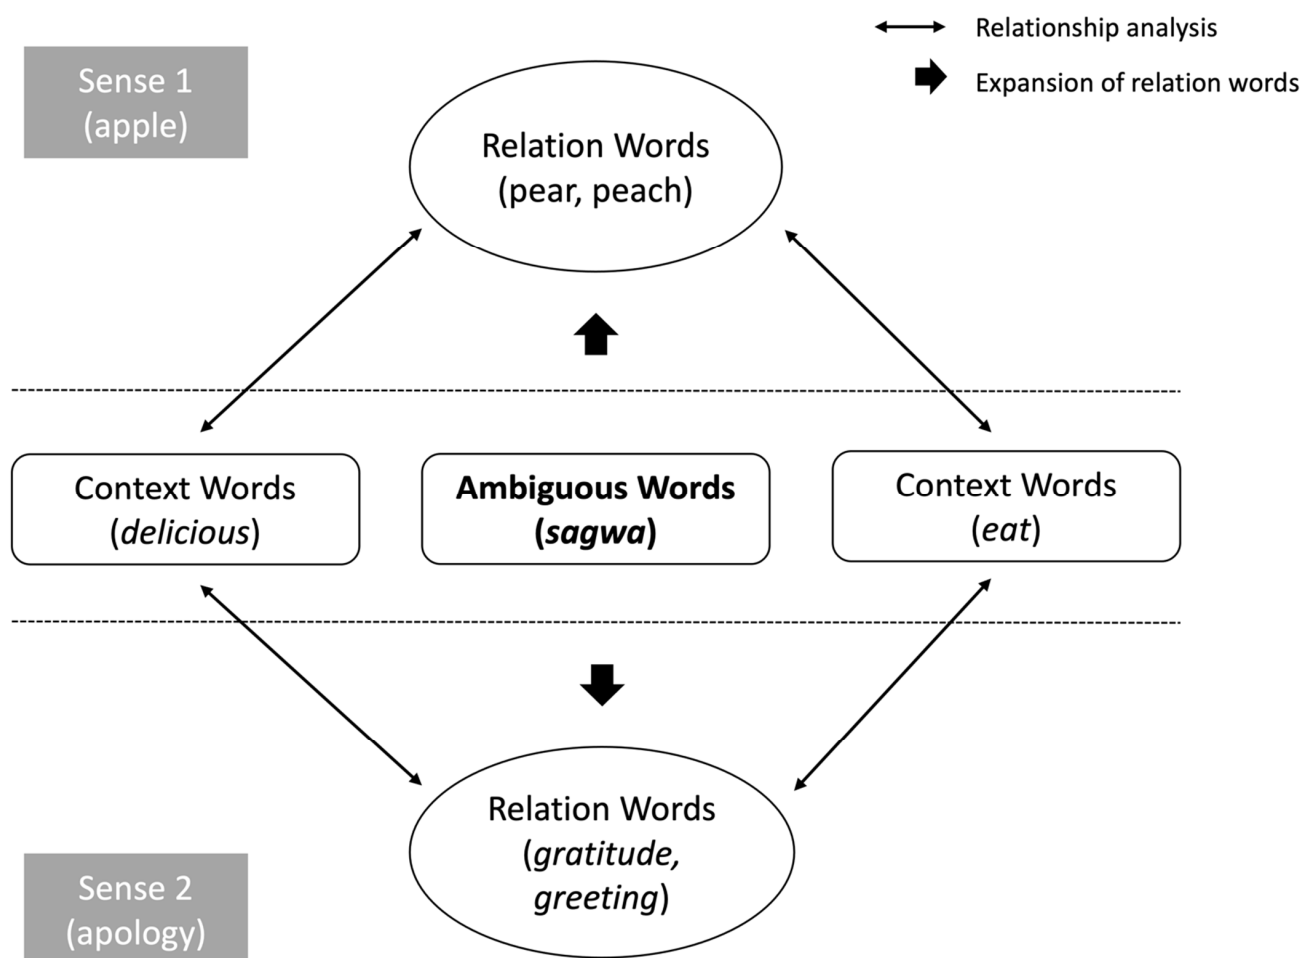 Relationship analysis
Expansion of relation words
Sense 1
(apple)
Relation Words
(pear, peach)
Context Words
(delicious)
Ambiguous Words
(sagwa)
Context Words
(eat)
Relation Words
(gratitude,
greeting)
Sense 2
(apology)